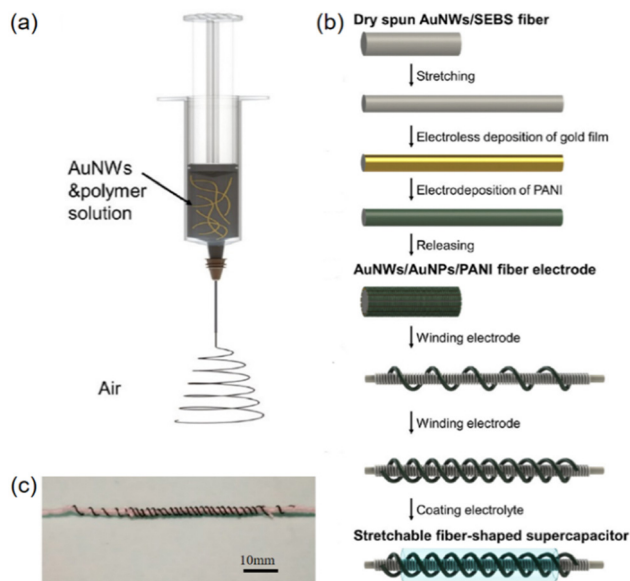 (a)
AuNWs
&polymer
solution
Air
(b)
Dry spun AuNWs/SEBS fiber
Stretching
Electroless deposition of gold film
Electrodeposition of PANI
Releasing
AuNWs/AuNPs/PANI fiber electrode
Winding electrode
Winding electrode
Coating electrolyte
Stretchable fiber-shaped supercapacitor
(c)
10mm